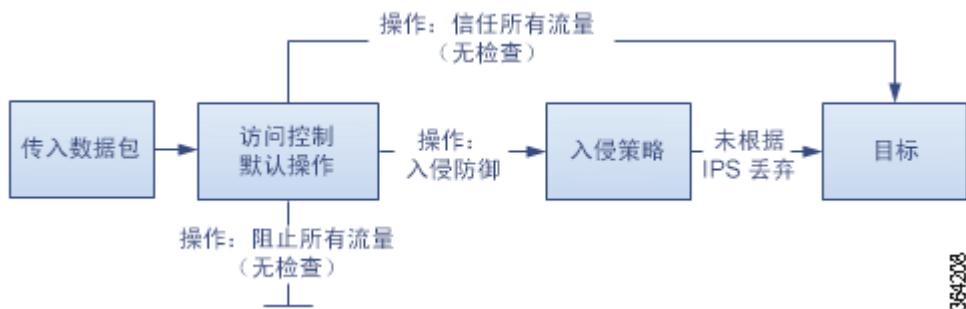 操作：信任所有流量
（无检查）
传入数据包
访问控制
默认操作
操作：
入侵防御
入侵策略
未根据
IPS 丢弃
目标
操作：阻止所有流量
（无检查）
364208